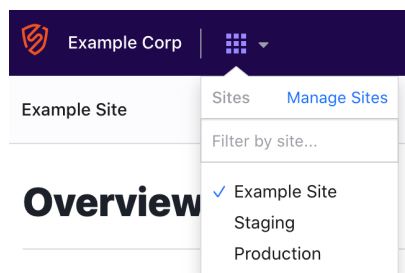 Example Corp
Example Site
Sites Manage Sites
Filter by site...
Overview
Example Site
Staging
Production